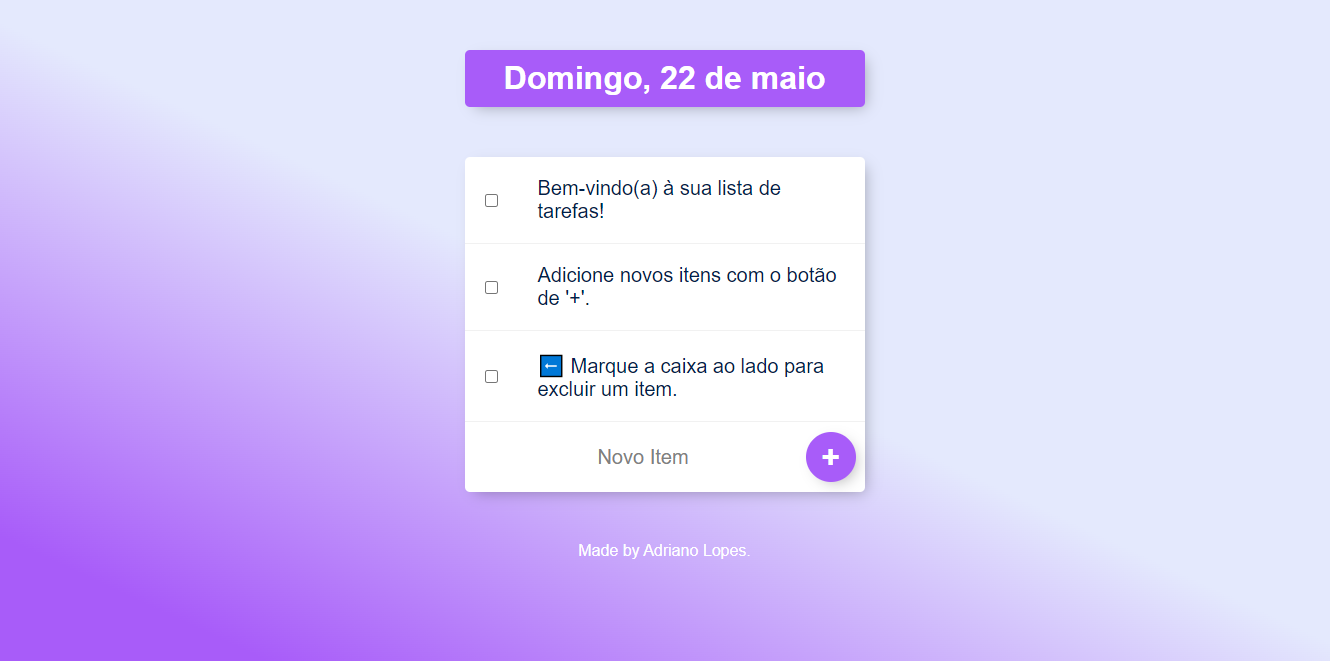 Domingo, 22 de maio
Bem-vindo(a) à sua lista de
tarefas!
Adicione novos itens com o botão
de '+'.
⬅ Marque a caixa ao lado para
excluir um item.
Novo Item
+
Made by Adriano Lopes.